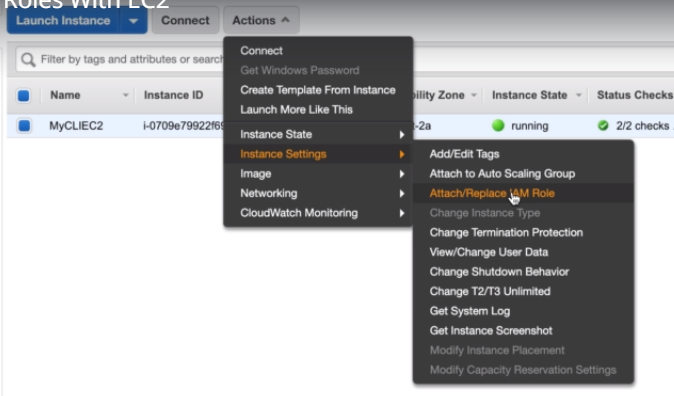 Roles With EC2
Launch Instance Connect Actions
Filter by tags and attributes or search
Name Instance ID ility Zone Instance State Status Checks
MyCLIEC2 i-0709e79922f69 -2a running 2/2 checks
Connect
Get Windows Password
Create Template From Instance
Launch More Like This
Instance State
Instance Settings
Image
Networking
CloudWatch Monitoring
Add/Edit Tags
Attach to Auto Scaling Group
Attach/Replace IAM Role
Change Instance Type
Change Termination Protection
View/Change User Data
Change Shutdown Behavior
Change T2/T3 Unlimited
Get System Log
Get Instance Screenshot
Modify Instance Placement
Modify Capacity Reservation Settings